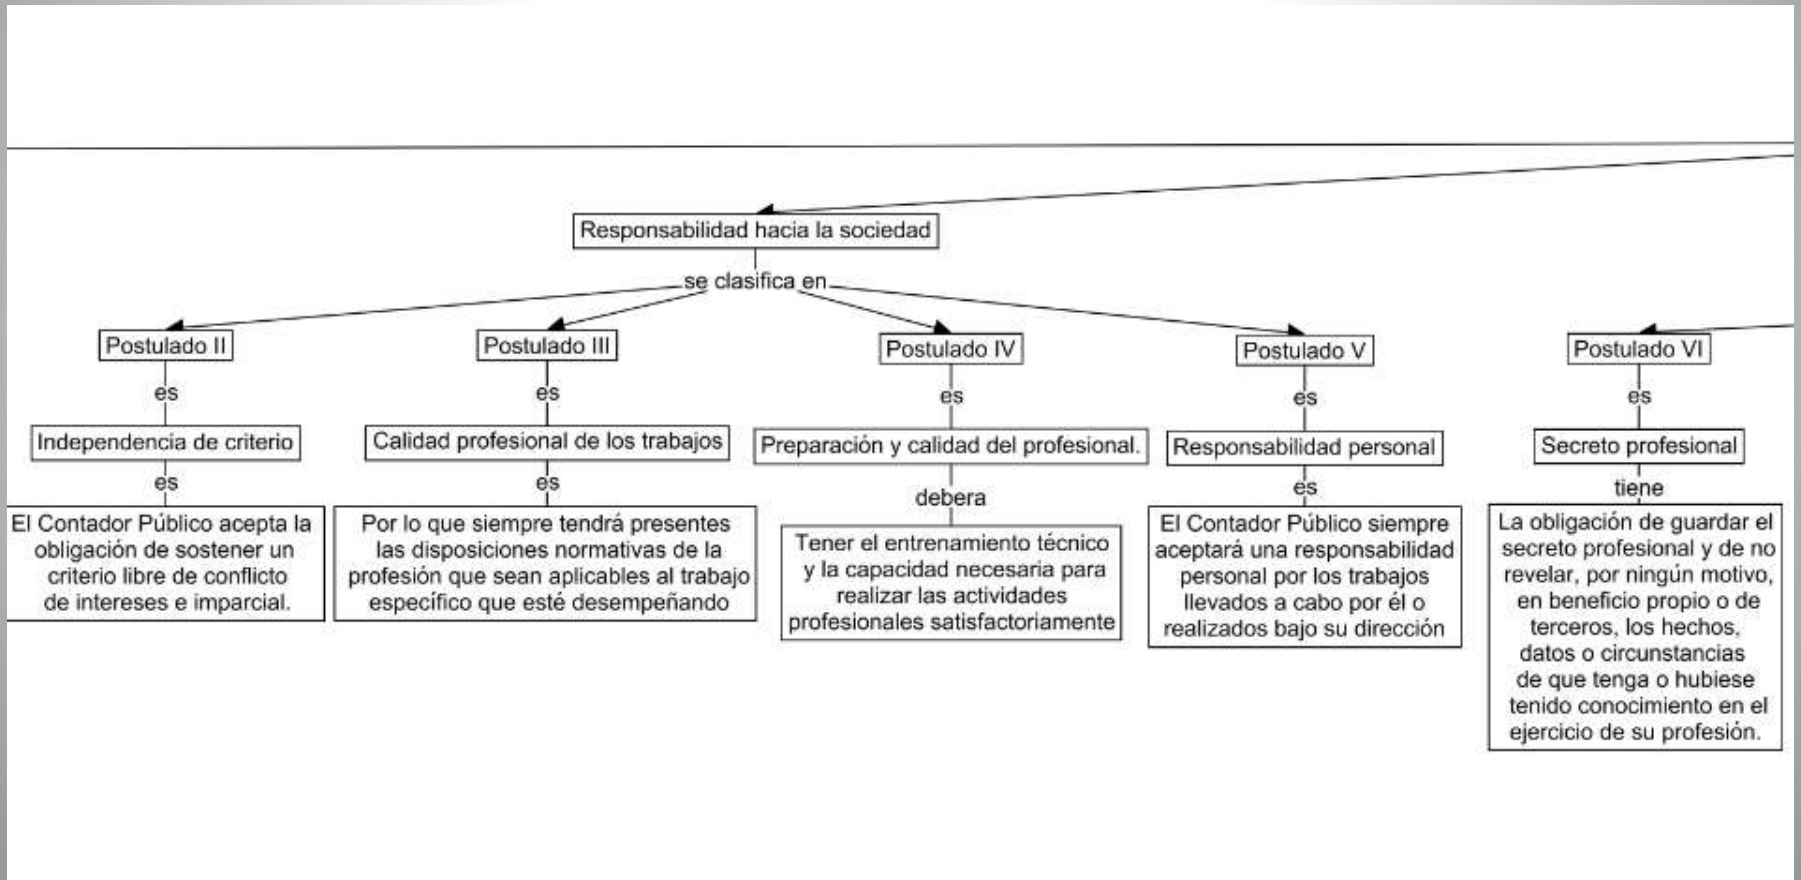 Responsabilidad hacia la sociedad
se clasifica en
Postulado II
es
Independencia de criterio
es
El Contador Público acepta la
obligación de sostener un
criterio libre de conflicto
de intereses e imparcial.
Postulado III
es
Calidad profesional de los trabajos
es
Por lo que siempre tendrá presentes
las disposiciones normativas de la
profesión que sean aplicables al trabajo
específico que esté desempeñando
Postulado IV
es
Preparación y calidad del profesional.
debera
Tener el entrenamiento técnico
y la capacidad necesaria para
realizar las actividades
profesionales satisfactoriamente
Postulado V
es
Responsabilidad personal
es
El Contador Público siempre
aceptará una responsabilidad
personal por los trabajos
llevados a cabo por él o
realizados bajo su dirección
Postulado VI
es
Secreto profesional
tiene
La obligación de guardar el
secreto profesional y de no
revelar, por ningún motivo,
en beneficio propio o de
terceros, los hechos,
datos o circunstancias
de que tenga o hubiese
tenido conocimiento en el
ejercicio de su profesión.